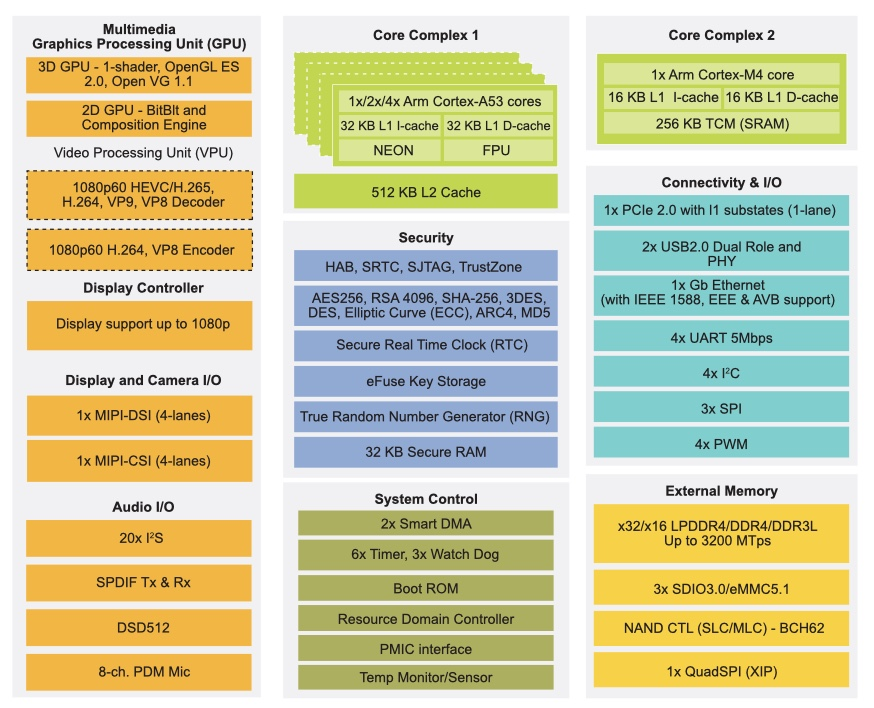 Multimedia
Graphics Processing Unit (GPU)
3D GPU - 1-shader, OpenGL ES
2.0, Open VG 1.1
2D GPU - BitBlt and
Composition Engine
Video Processing Unit (VPU)
1080p60 HEVC/H.265,
H.264, VP9, VP8 Decoder
1080p60 H.264, VP8 Encoder
Display Controller
Display support up to 1080p
Display and Camera I/O
1x MIPI-DSI (4-lanes)
1x MIPI-CSI (4-lanes)
Audio I/O
20x I²S
SPDIF Tx & Rx
DSD512
8-ch. PDM Mic
Core Complex 1
1x/2x/4x Arm Cortex-A53 cores
32 KB L1 I-cache
32 KB L1 D-cache
NEON
FPU
512 KB L2 Cache
Security
HAB, SRTC, SJTAG, TrustZone
AES256, RSA 4096, SHA-256, 3DES,
DES, Elliptic Curve (ECC), ARC4, MD5
Secure Real Time Clock (RTC)
eFuse Key Storage
True Random Number Generator (RNG)
32 KB Secure RAM
System Control
2x Smart DMA
6x Timer, 3x Watch Dog
Boot ROM
Resource Domain Controller
PMIC interface
Temp Monitor/Sensor
Core Complex 2
1x Arm Cortex-M4 core
16 KB L1 I-cache
16 KB L1 D-cache
256 KB TCM (SRAM)
Connectivity & I/O
1x PCIe 2.0 with l1 substates (1-lane)
2x USB2.0 Dual Role and
PHY
1x Gb Ethernet
(with IEEE 1588, EEE & AVB support)
4x UART 5Mbps
4x I²C
3x SPI
4x PWM
External Memory
x32/x16 LPDDR4/DDR4/DDR3L
Up to 3200 MTps
3x SDIO3.0/eMMC5.1
NAND CTL (SLC/MLC) - BCH62
1x QuadSPI (XIP)